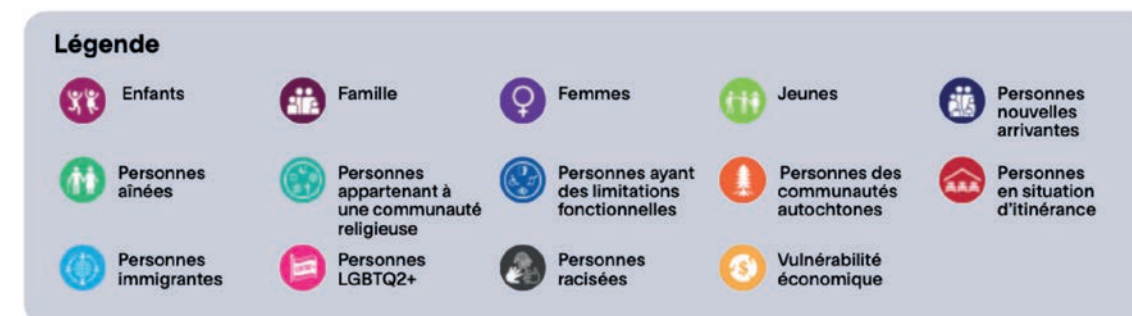 Légende
Enfants
Famille
Femmes
Jeunes
Personnes
nouvelles
arrivantes
Personnes
aînées
Personnes
appartenant à
une communauté
religieuse
Personnes ayant
des limitations
fonctionnelles
Personnes des
communautés
autochtones
Personnes
en situation
d'itinérance
Personnes
immigrantes
Personnes
LGBTQ2+
Personnes
racisées
Vulnérabilité
économique